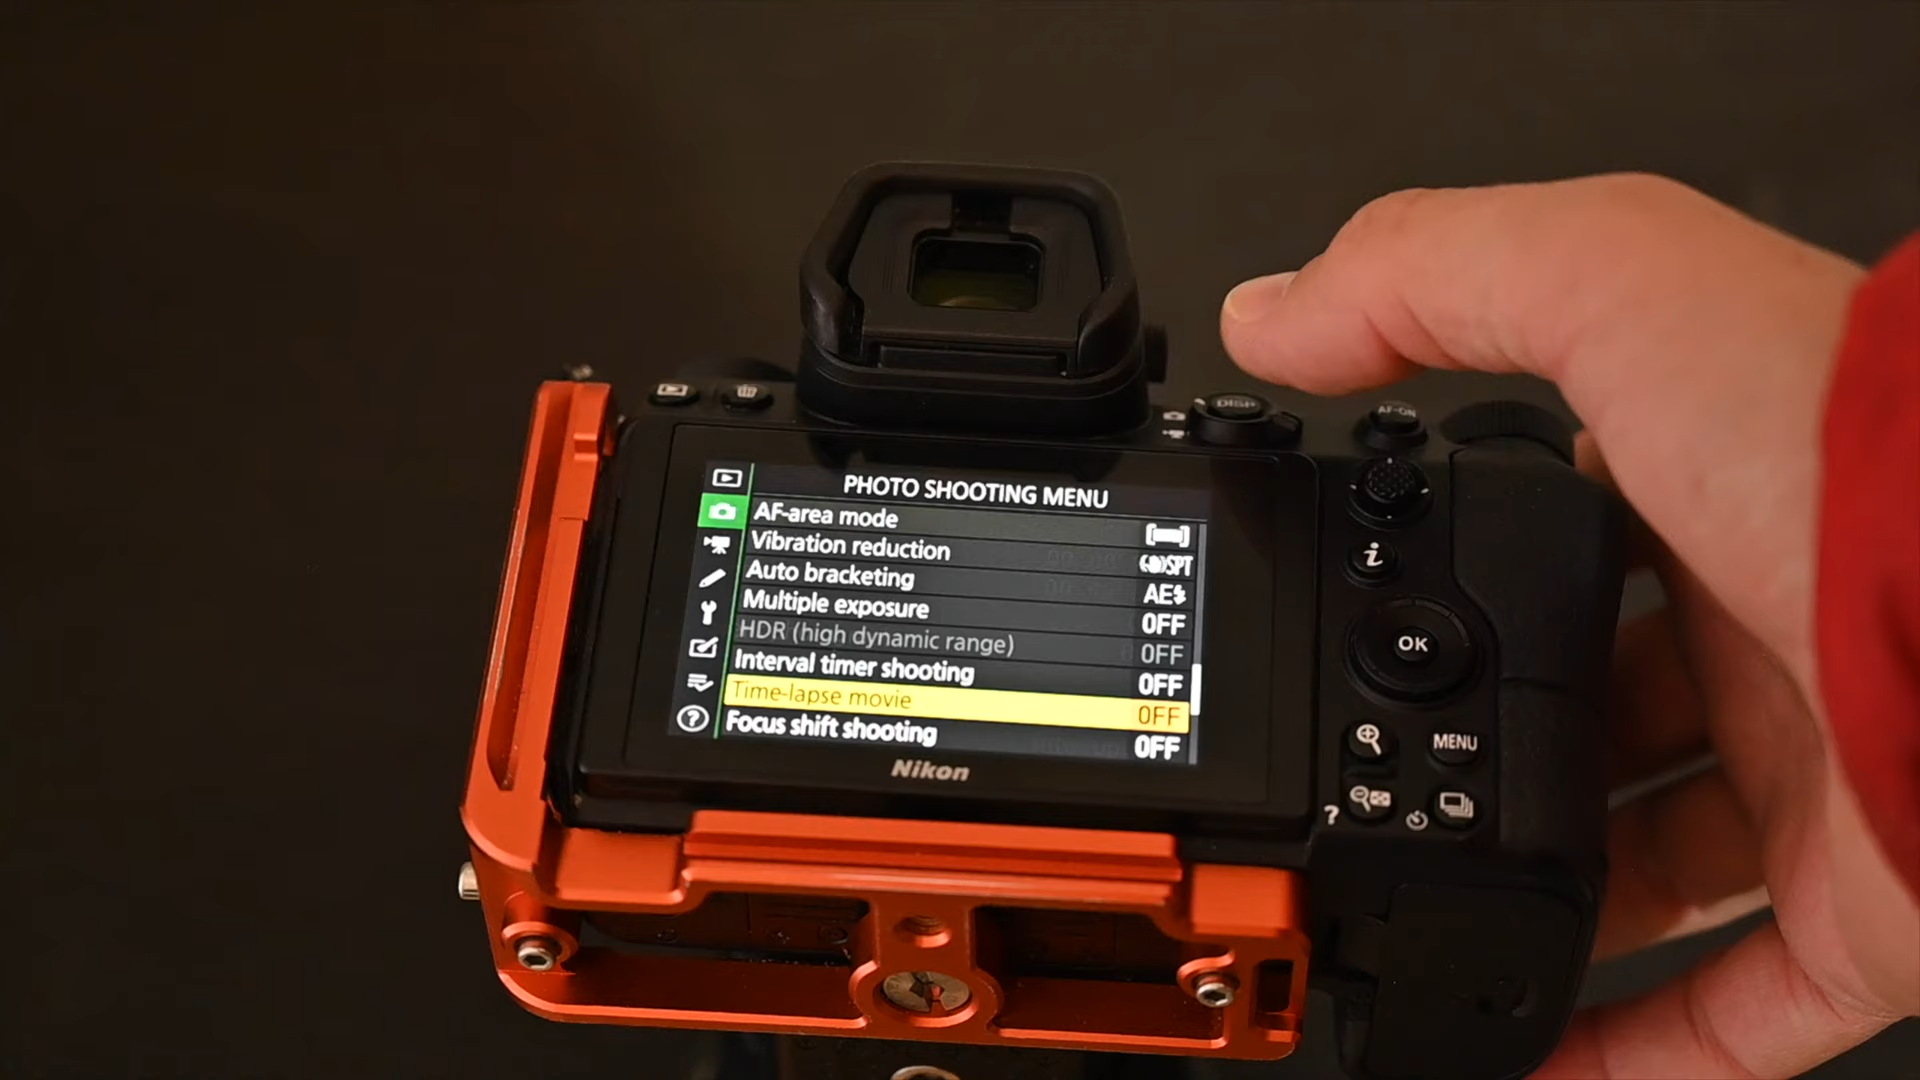 DISP
AF-ON
PHOTO SHOOTING MENU
AF-area mode
Vibration reduction SPT
Auto bracketing AE
Multiple exposure OFF
HDR (high dynamic range) OFF
Interval timer shooting OFF
Time-lapse movie OFF
Focus shift shooting OFF
?
Nikon
i
OK
MENU
?